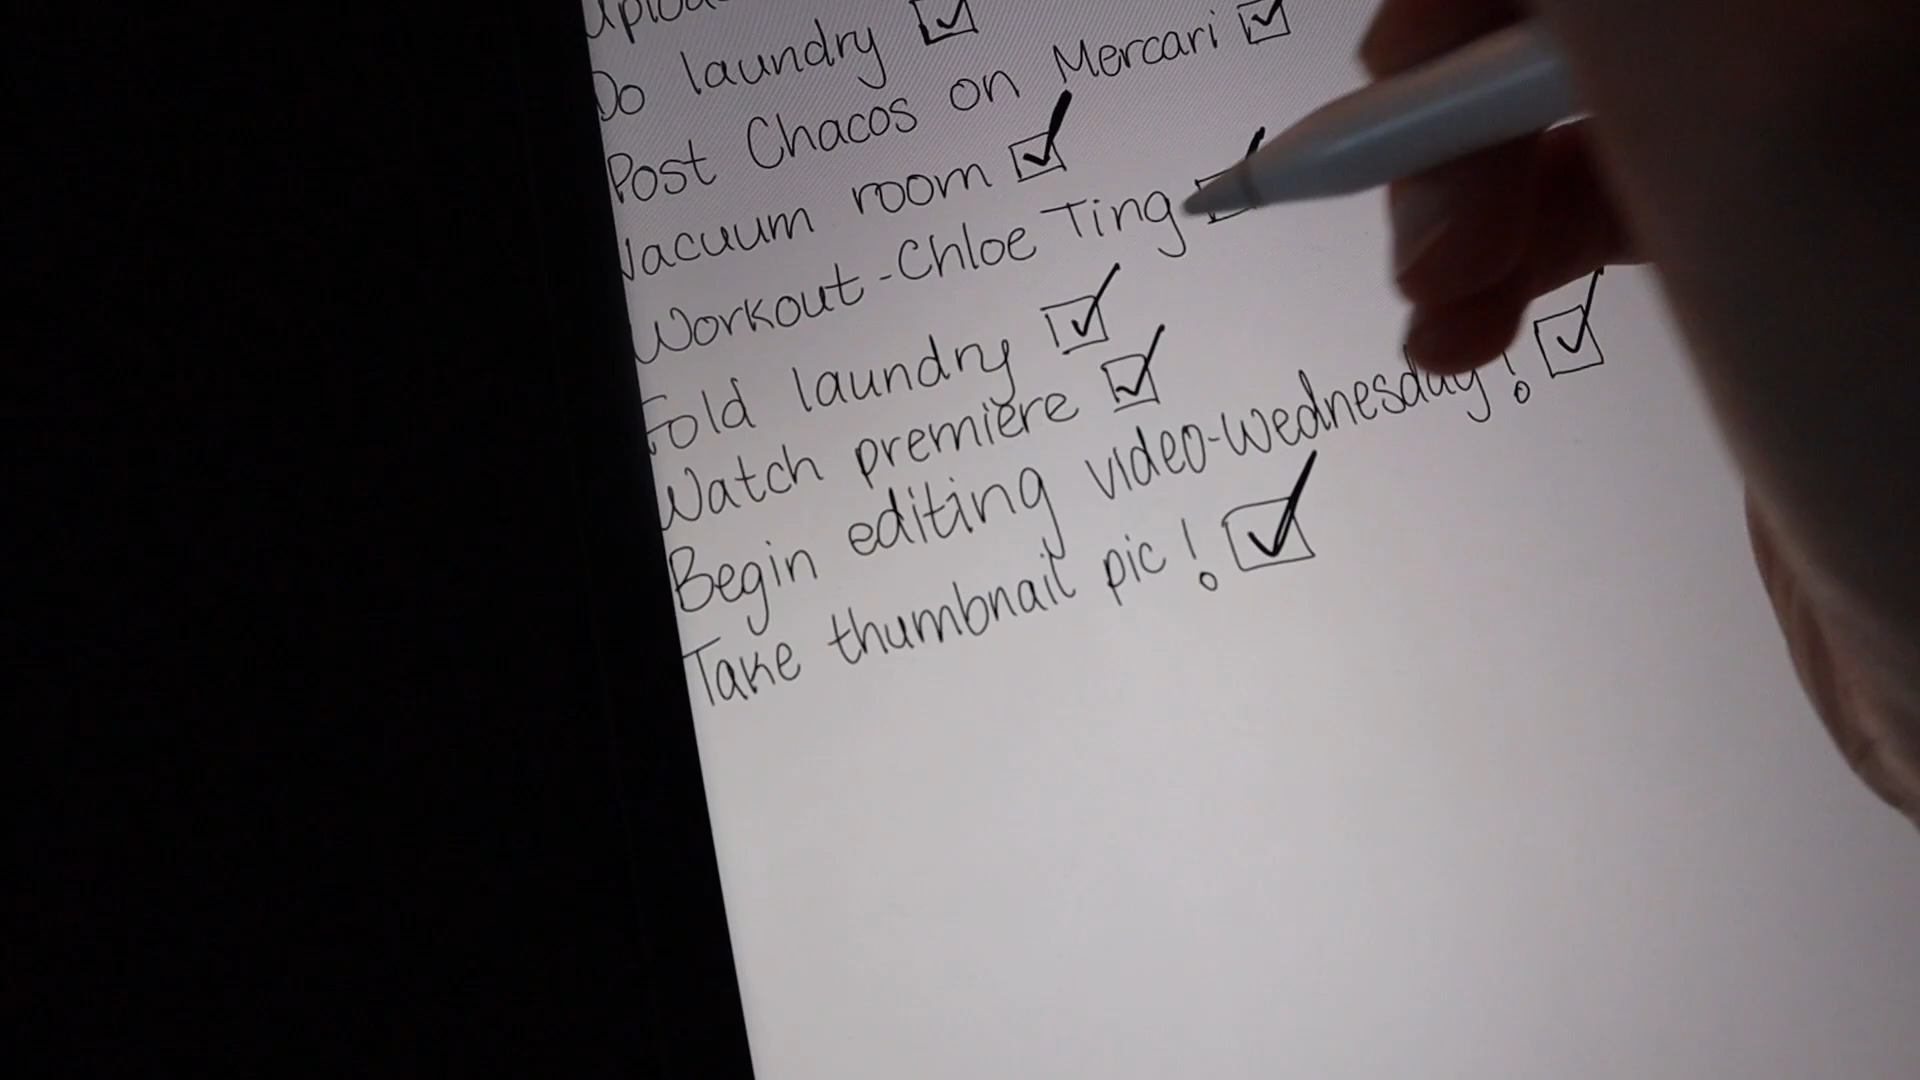 Do laundry
Post Chacos on Mercari
Vacuum room
Workout - Chloe Ting
Fold laundry
Watch premiere
Begin editing video - Wednesday!
Take thumbnail pic!